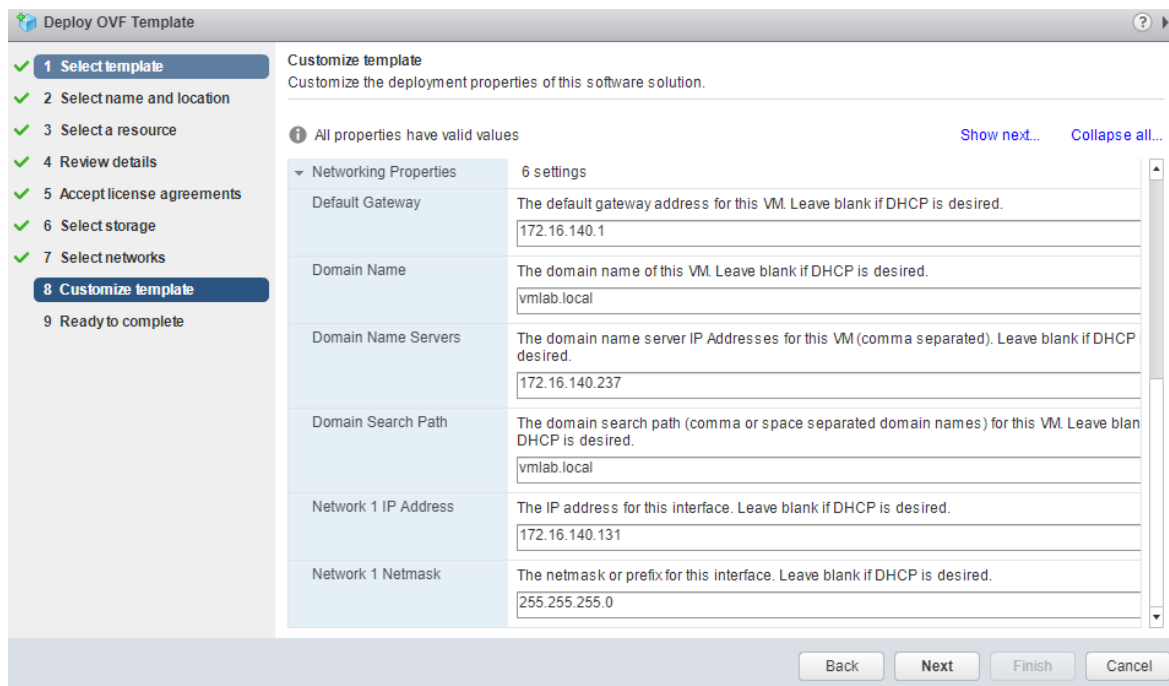 Deploy OVF Template
?
1 Select template
2 Select name and location
3 Select a resource
4 Review details
5 Accept license agreements
6 Select storage
7 Select networks
8 Customize template
9 Ready to complete
Customize template
Customize the deployment properties of this software solution.
All properties have valid values
Show next...
Collapse all...
Networking Properties 6 settings
Default Gateway
The default gateway address for this VM. Leave blank if DHCP is desired.
172.16.140.1
Domain Name
The domain name of this VM. Leave blank if DHCP is desired.
vmlab.local
Domain Name Servers
The domain name server IP Addresses for this VM (comma separated). Leave blank if DHCP
desired.
172.16.140.237
Domain Search Path
The domain search path (comma or space separated domain names) for this VM. Leave blan
DHCP is desired.
vmlab.local
Network 1 IP Address
The IP address for this interface. Leave blank if DHCP is desired.
172.16.140.131
Network 1 Netmask
The netmask or prefix for this interface. Leave blank if DHCP is desired.
255.255.255.0
Back
Next
Finish
Cancel